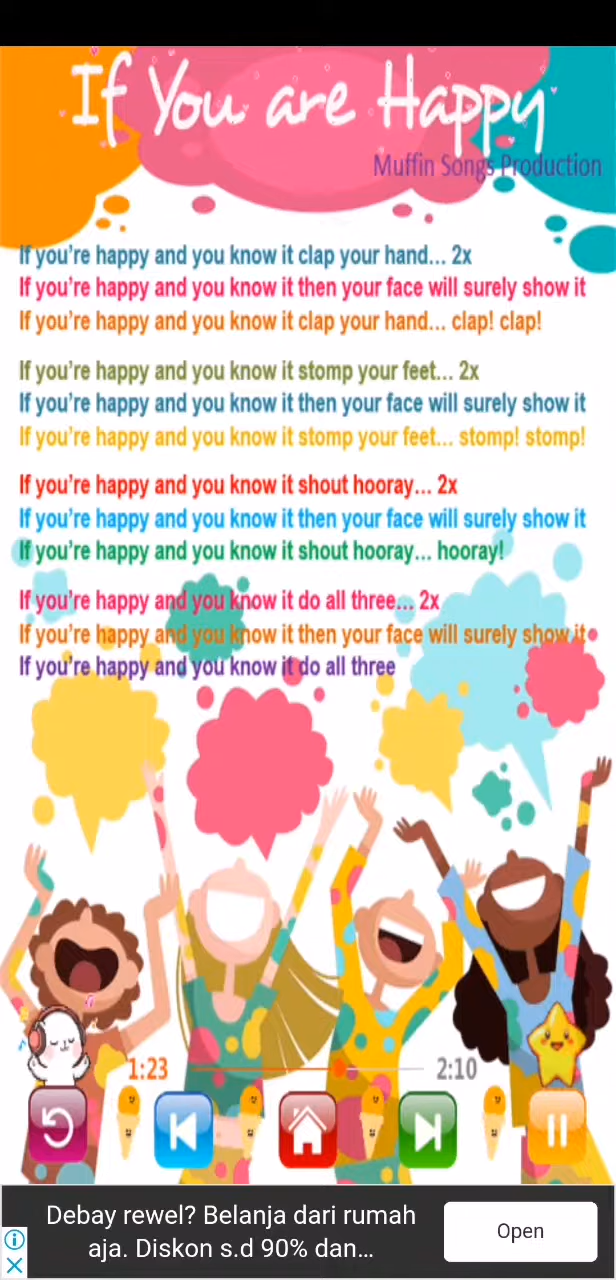 If You are Happy
Muffin Songs Production
If you're happy and you know it clap your hand... 2x
If you're happy and you know it then your face will surely show it
If you're happy and you know it clap your hand... clap! clap!
If you're happy and you know it stomp your feet... 2x
If you're happy and you know it then your face will surely show it
If you're happy and you know it stomp your feet... stomp! stomp!
If you're happy and you know it shout hooray... 2x
If you're happy and you know it then your face will surely show it
If you're happy and you know it shout hooray... hooray!
If you're happy and you know it do all three... 2x
If you're happy and you know it then your face will surely show it
If you're happy and you know it do all three
1:23
2:10
Debay rewel? Belanja dari rumah
aja. Diskon s.d 90% dan...
Open